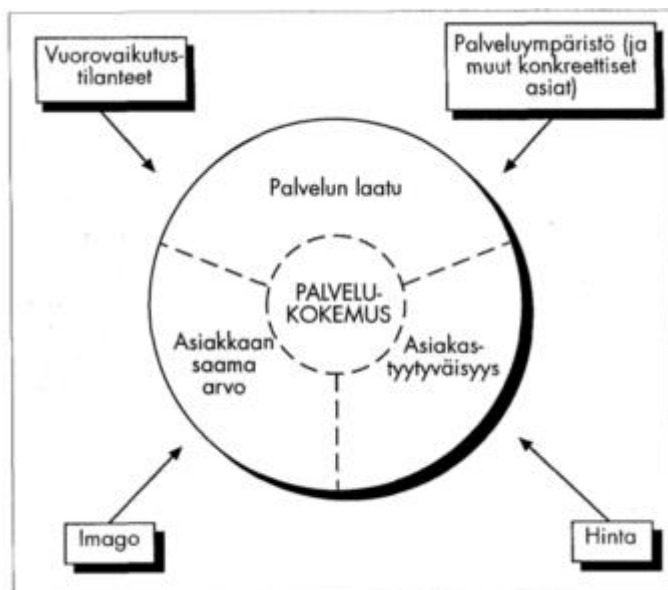 Vuorovaikutus-
tilanteet
Palveluympäristö (ja
muut konkreettiset
asiat)
Palvelun laatu
PALVELU-
KOKEMUS
Asiakkaan
saama
arvo
Asiakas-
tyytyväisyys
Imago
Hinta